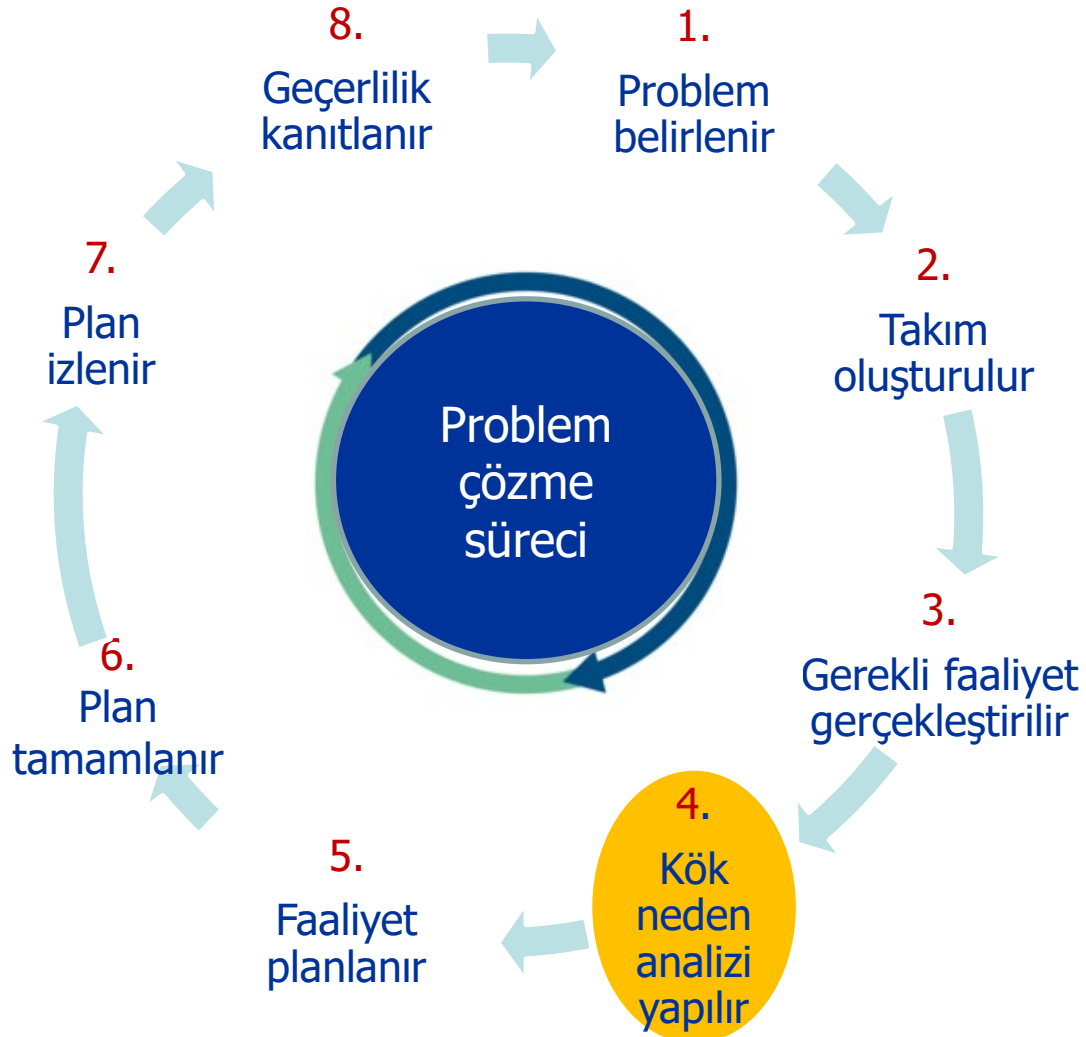 8.
Geçerlilik
kanıtlanır
1.
Problem
belirlenir
2.
Takım
oluşturulur
3.
Gerekli faaliyet
gerçekleştirilir
4.
Kök
neden
analizi
yapılır
5.
Faaliyet
planlanır
6.
Plan
tamamlanır
7.
Plan
izlenir
Problem
çözme
süreci